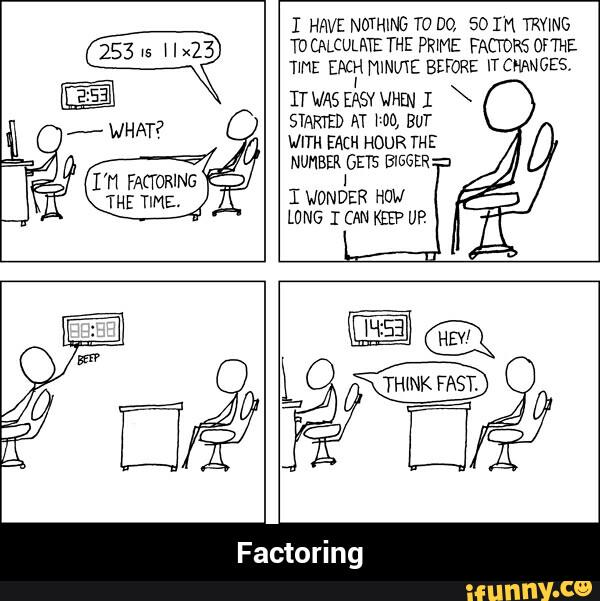 253 IS 11x23
2:53
WHAT?
I'M FACTORING
THE TIME.
I HAVE NOTHING TO DO, SO I'M TRYING
TO CALCULATE THE PRIME FACTORS OF THE
TIME EACH MINUTE BEFORE IT CHANGES.
IT WAS EASY WHEN I
STARTED AT 1:00, BUT
WITH EACH HOUR THE
NUMBER GETS BIGGER
I WONDER HOW
LONG I CAN KEEP UP.
88:88
BEEP
14:53
HEY!
THINK FAST.
Factoring
ifunny.co